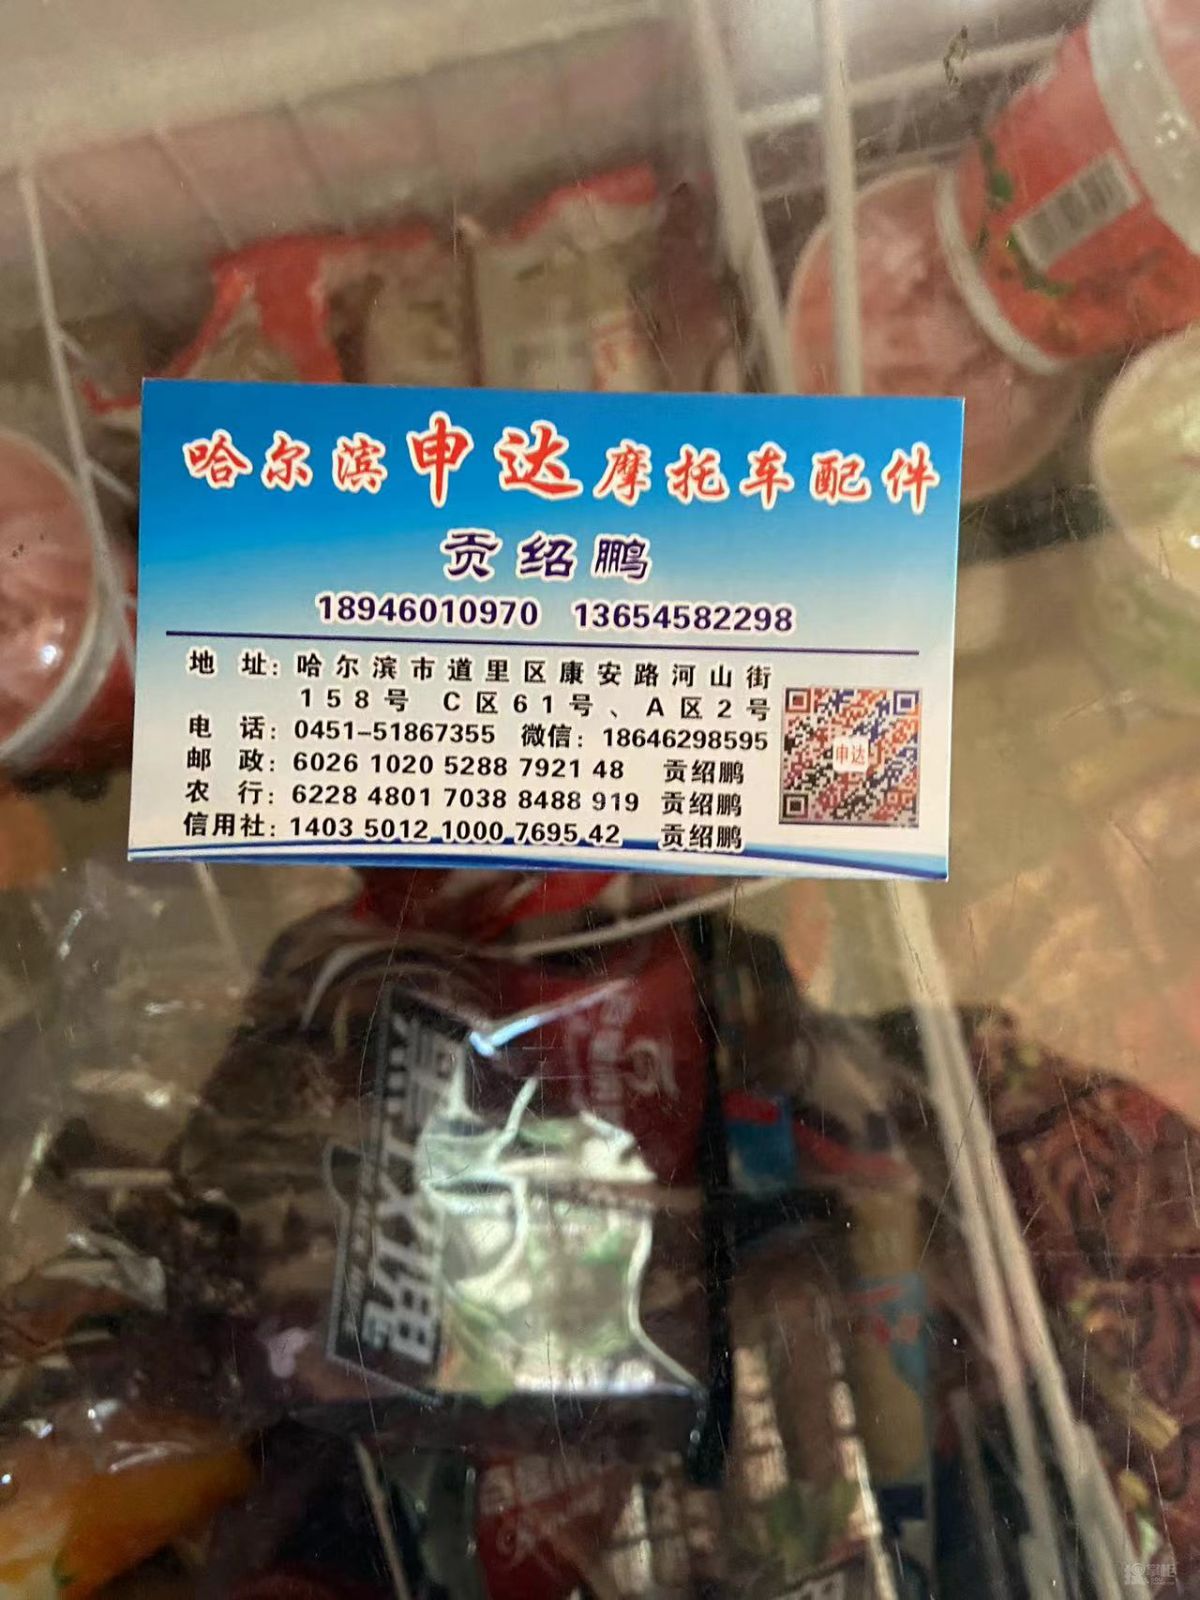 哈尔滨申达摩托车配件
贡绍鹏
18946010970 13654582298
地 址：哈尔滨市道里区康安路河山街
158号 C区61号、A区2号
电 话：0451-51867355 微信：18646298595
邮 政：6026 1020 5288 7921 48 贡绍鹏
农 行：6228 4801 7038 8488 919 贡绍鹏
信用社：1403 5012 1000 7695 42 贡绍鹏
申达